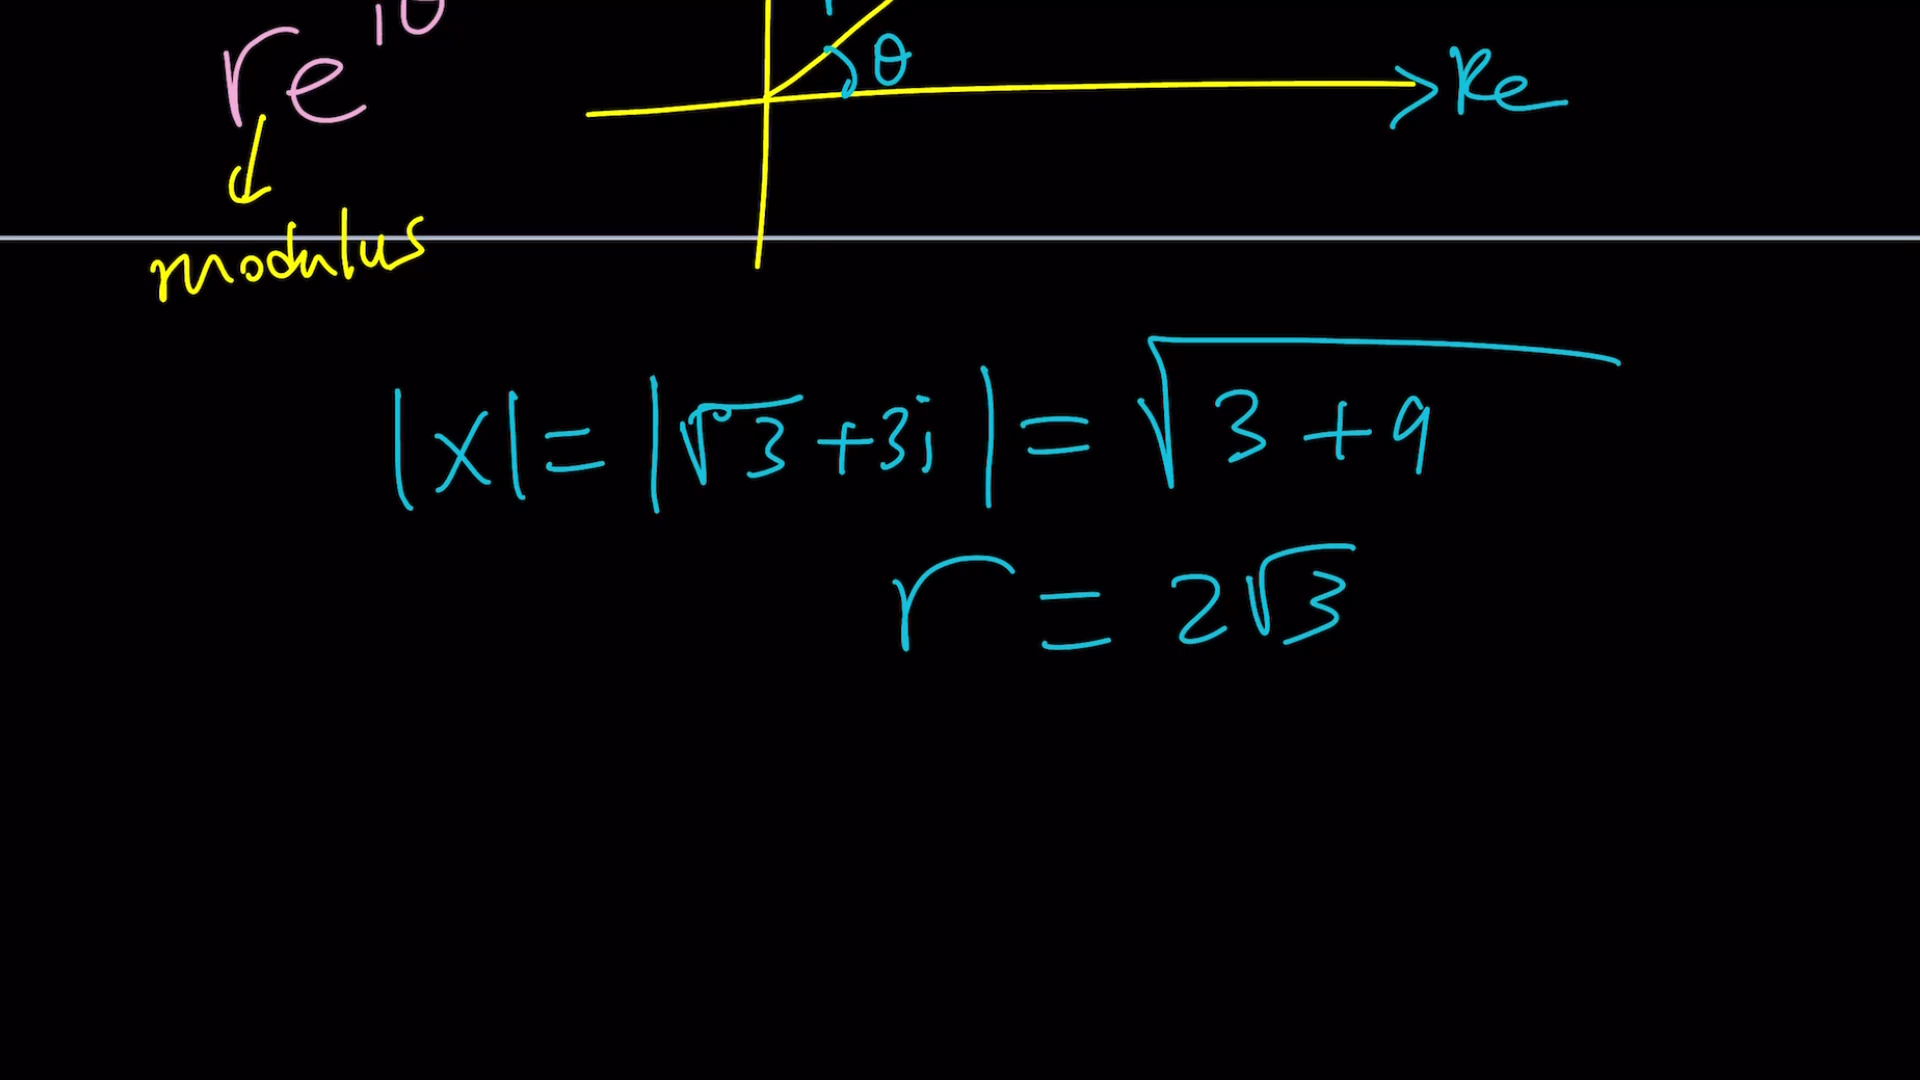 re^iθ
θ
Re
modulus
|x| = |√3 + 3i| = √3 + 9
r = 2√3